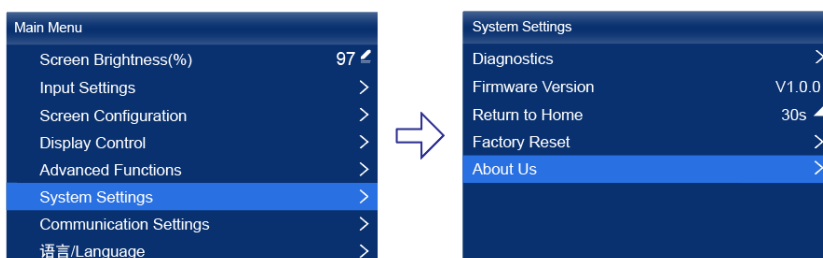 Main Menu
Screen Brightness(%) 97
Input Settings
Screen Configuration
Display Control
Advanced Functions
System Settings
Communication Settings
语言/Language
System Settings
Diagnostics
Firmware Version V1.0.0
Return to Home 30s
Factory Reset
About Us